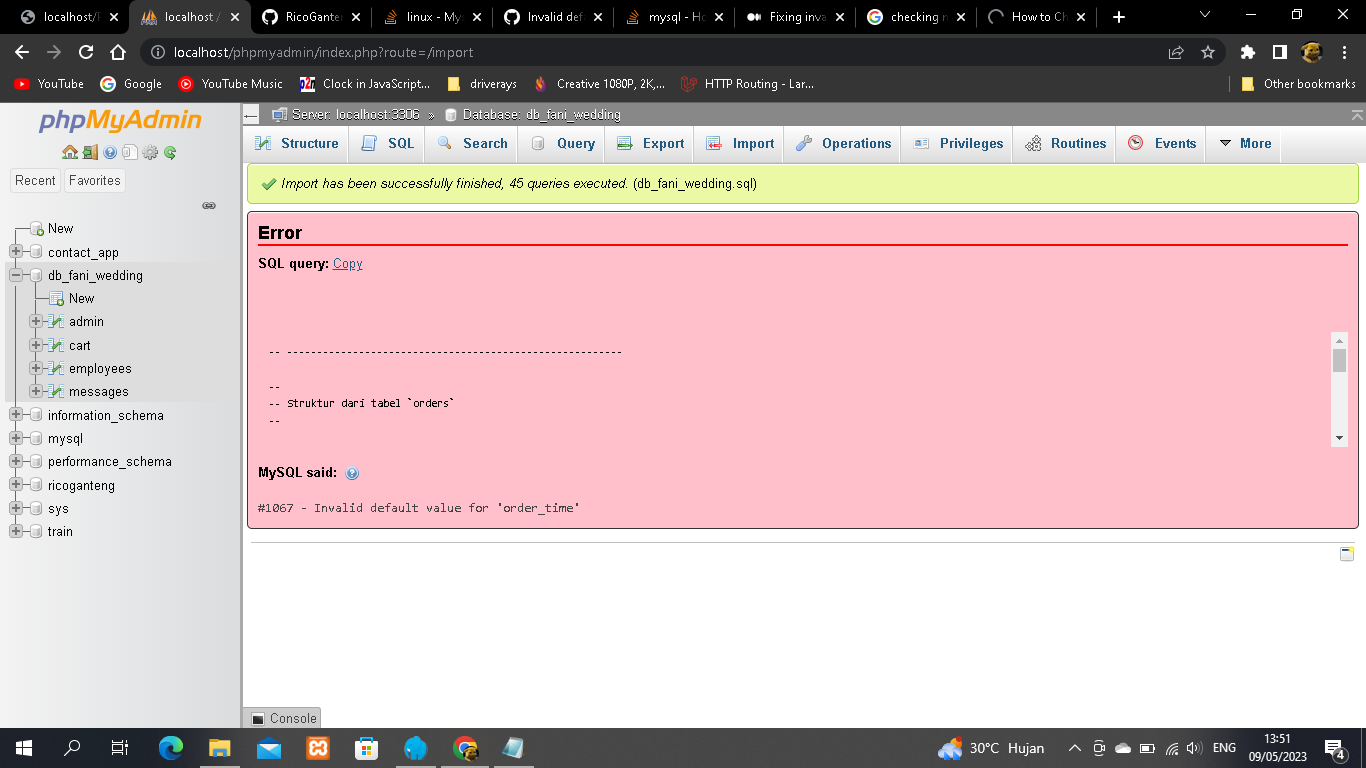 localhost/F
localhost /
RicoGanter
linux - My
Invalid def
mysql - Ho
Fixing inva
checking n
How to Ch
localhost/phpmyadmin/index.php?route=/import
YouTube
Google
YouTube Music
Clock in JavaScript...
driverays
Creative 1080P, 2K,...
HTTP Routing - Lar...
Other bookmarks
phpMyAdmin
Recent
Favorites
New
contact_app
db_fani_wedding
New
admin
cart
employees
messages
information_schema
mysql
performance_schema
ricoganteng
sys
train
Server: localhost:3306 » Database: db_fani_wedding
Structure
SQL
Search
Query
Export
Import
Operations
Privileges
Routines
Events
More
Import has been successfully finished, 45 queries executed. (db_fani_wedding.sql)
Error
SQL query: Copy
-- --------------------------------------------------------
--
-- Struktur dari tabel `orders`
--
MySQL said:
#1067 - Invalid default value for 'order_time'
Console
30°C Hujan
ENG
13:51
09/05/2023
4